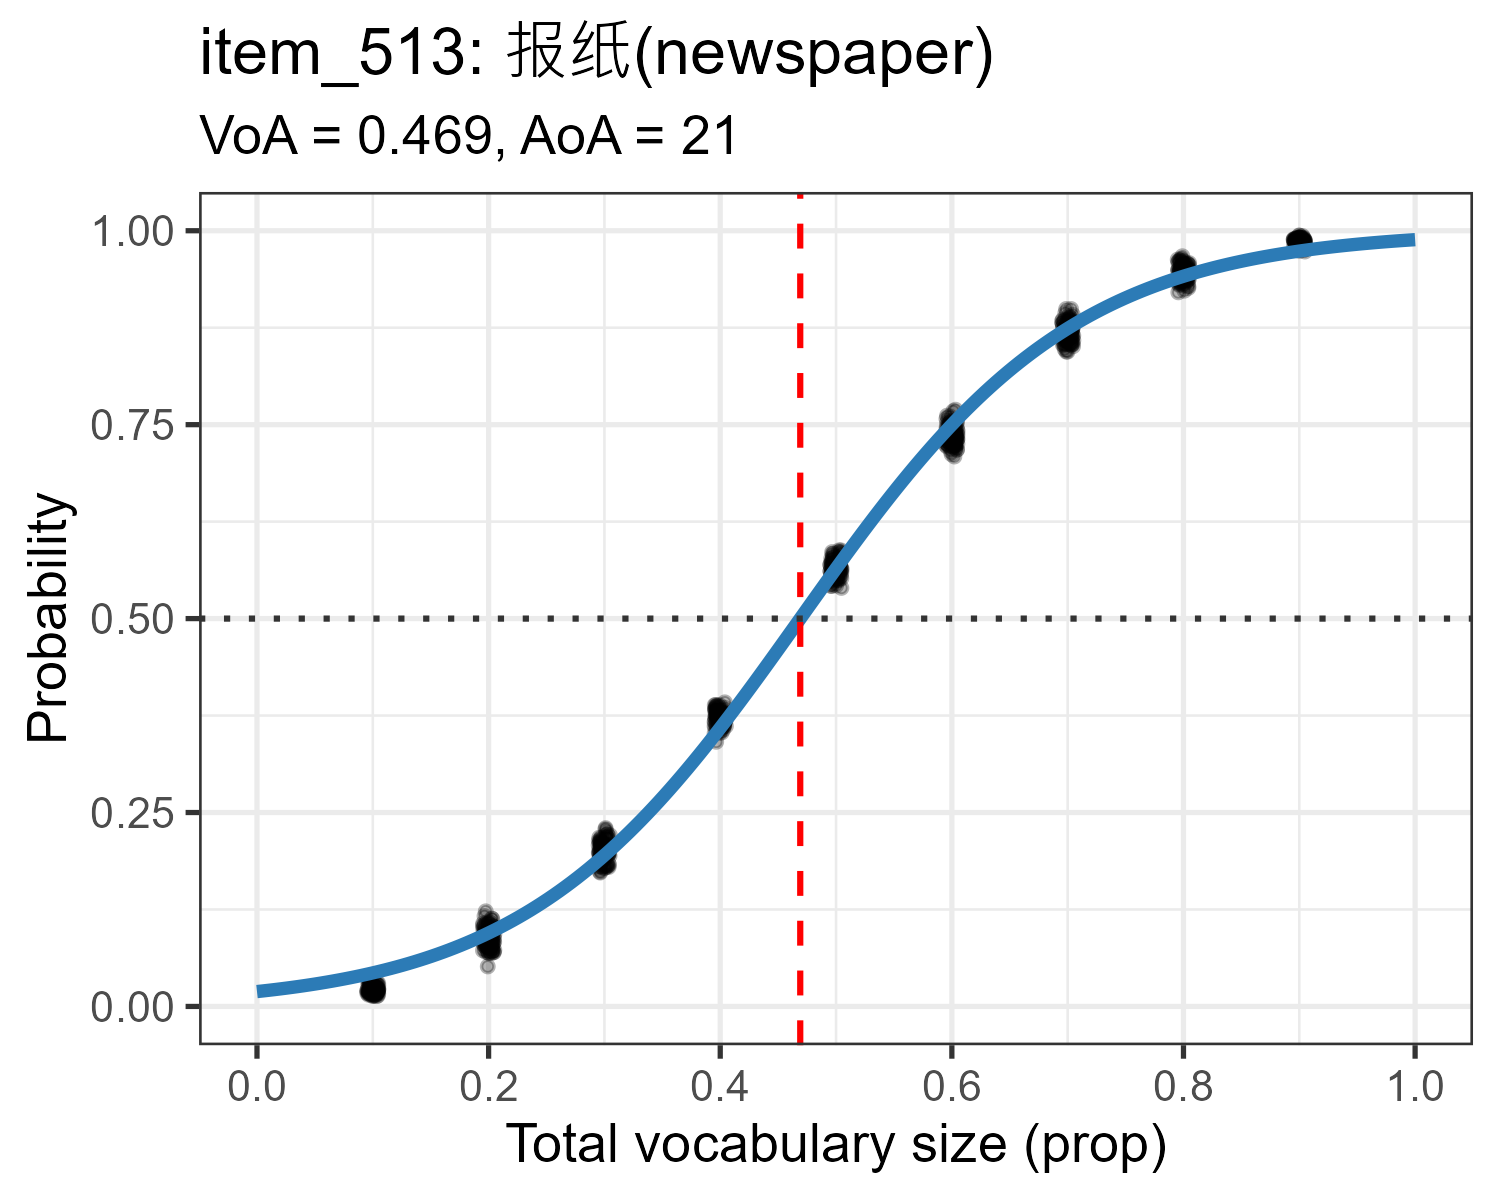 item_513: 报纸(newspaper)
VoA = 0.469, AoA = 21
Probability
1.00
0.75
0.50
0.25
0.00
0.0 0.2 0.4 0.6 0.8 1.0
Total vocabulary size (prop)